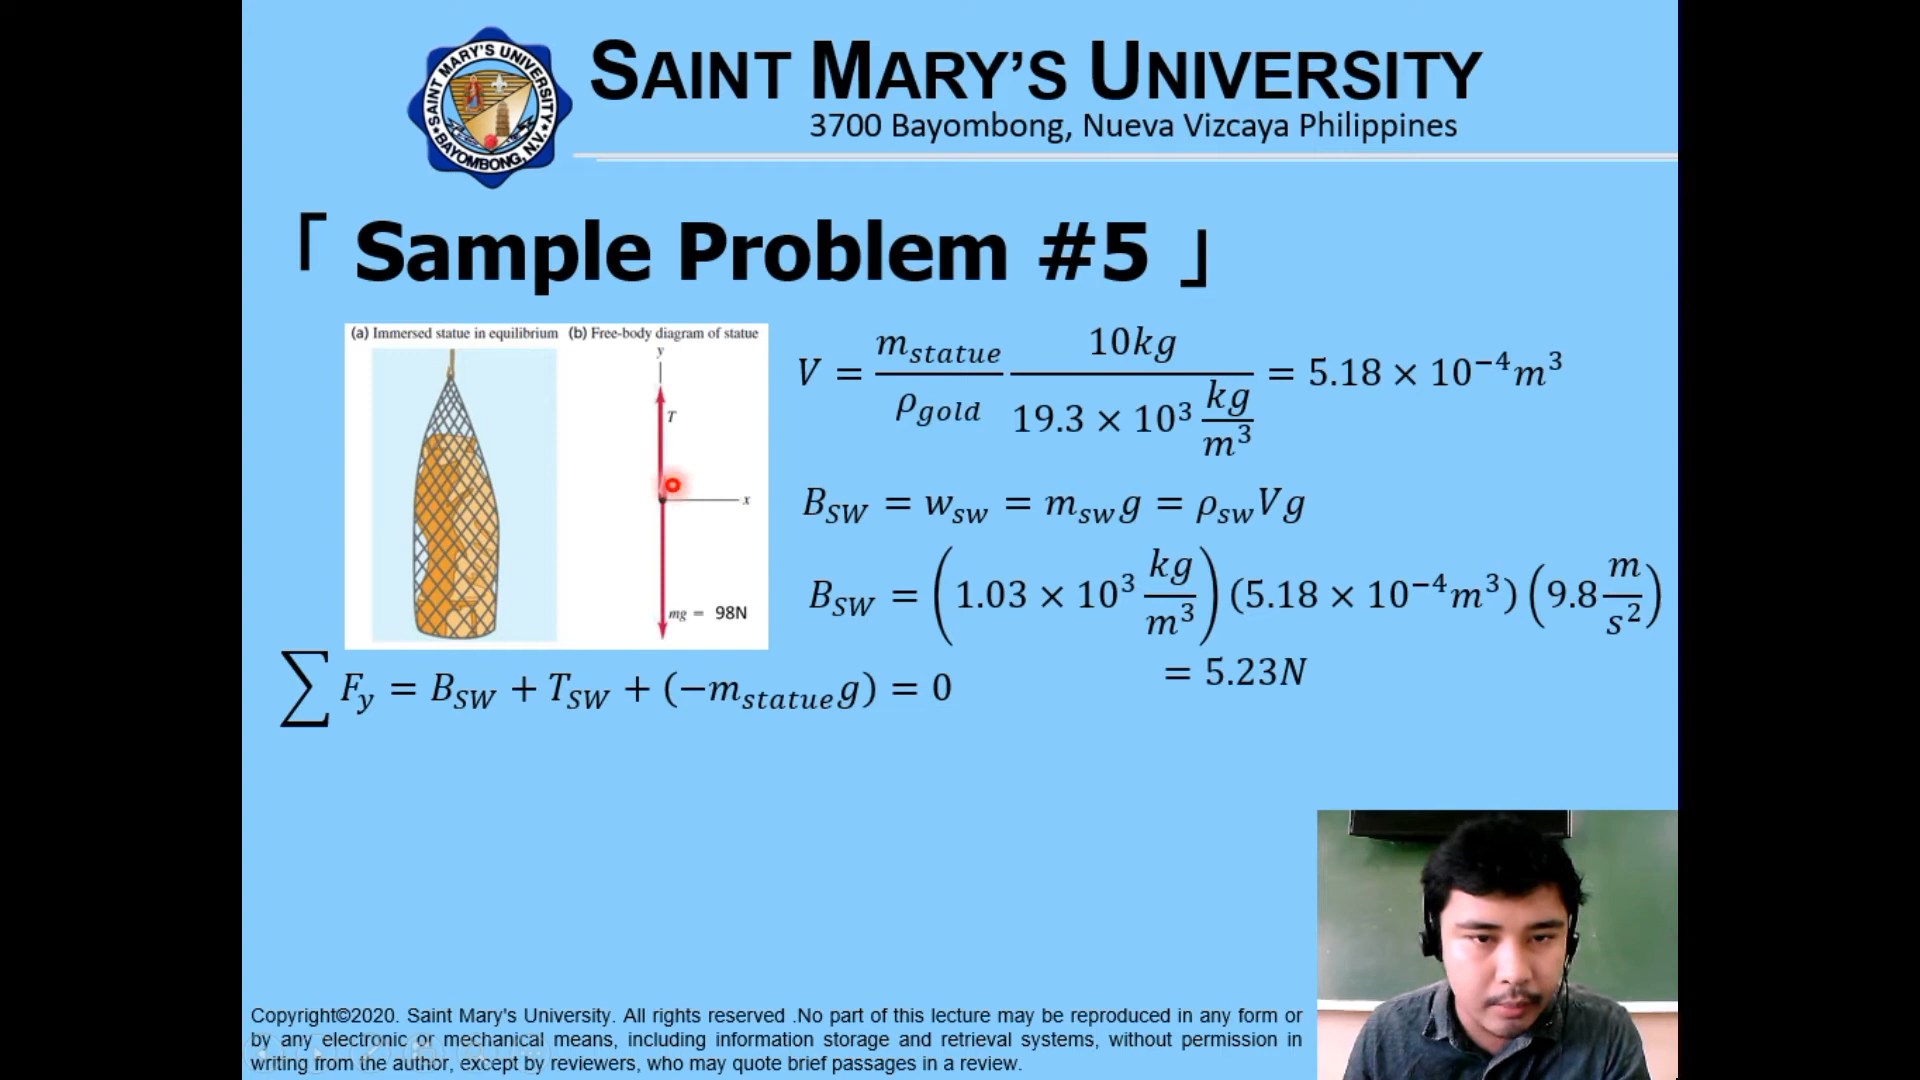 SAINT MARY'S UNIVERSITY
BAYOMBONG, N.V.
SAINT MARY'S UNIVERSITY
3700 Bayombong, Nueva Vizcaya Philippines
「 Sample Problem #5 」
(a) Immersed statue in equilibrium (b) Free-body diagram of statue
y
T
x
mg = 98N
V = m_statue / ρ_gold 10kg / 19.3 × 10³ kg/m³ = 5.18 × 10⁻⁴m³
B_SW = w_sw = m_sw g = ρ_sw Vg
B_SW = (1.03 × 10³ kg/m³) (5.18 × 10⁻⁴m³) (9.8 m/s²)
= 5.23N
∑ F_y = B_SW + T_SW + (−m_statue g) = 0
Copyright©2020. Saint Mary's University. All rights reserved .No part of this lecture may be reproduced in any form or
by any electronic or mechanical means, including information storage and retrieval systems, without permission in
writing from the author, except by reviewers, who may quote brief passages in a review.